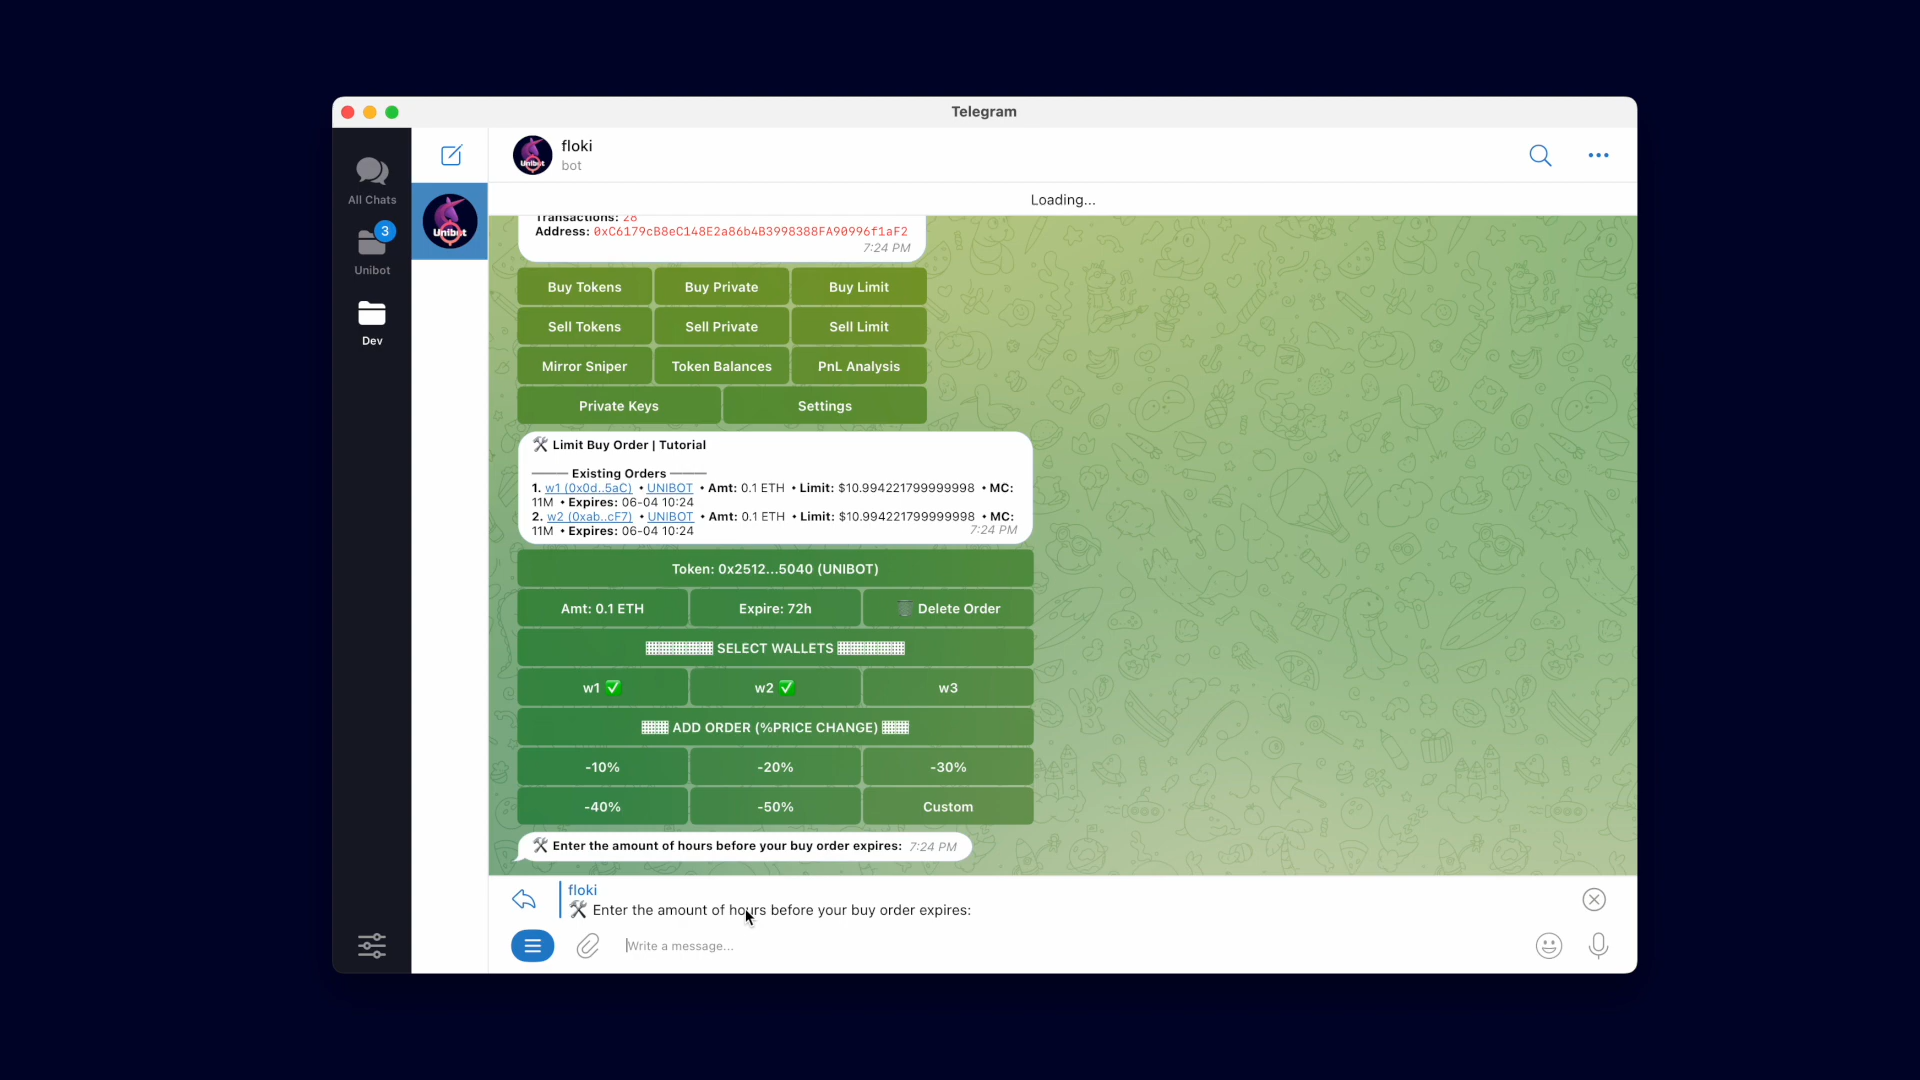 Telegram
All Chats
3
Unibot
Dev
Unibot
Unibot
floki
bot
Loading...
Transactions: 28
Address: 0xC6179cB8eC148E2a86b4B3998388FA90996f1aF2
7:24 PM
Buy Tokens
Buy Private
Buy Limit
Sell Tokens
Sell Private
Sell Limit
Mirror Sniper
Token Balances
PnL Analysis
Private Keys
Settings
🛠 Limit Buy Order | Tutorial
——— Existing Orders ———
1. w1 (0x0d..5aC) • UNIBOT • Amt: 0.1 ETH • Limit: $10.994221799999998 • MC:
11M • Expires: 06-04 10:24
2. w2 (0xab..cF7) • UNIBOT • Amt: 0.1 ETH • Limit: $10.994221799999998 • MC:
11M • Expires: 06-04 10:24
7:24 PM
Token: 0x2512...5040 (UNIBOT)
Amt: 0.1 ETH
Expire: 72h
🗑 Delete Order
SELECT WALLETS
w1 ✅
w2 ✅
w3
ADD ORDER (%PRICE CHANGE)
-10%
-20%
-30%
-40%
-50%
Custom
🛠 Enter the amount of hours before your buy order expires: 7:24 PM
floki
🛠 Enter the amount of hours before your buy order expires:
Write a message...